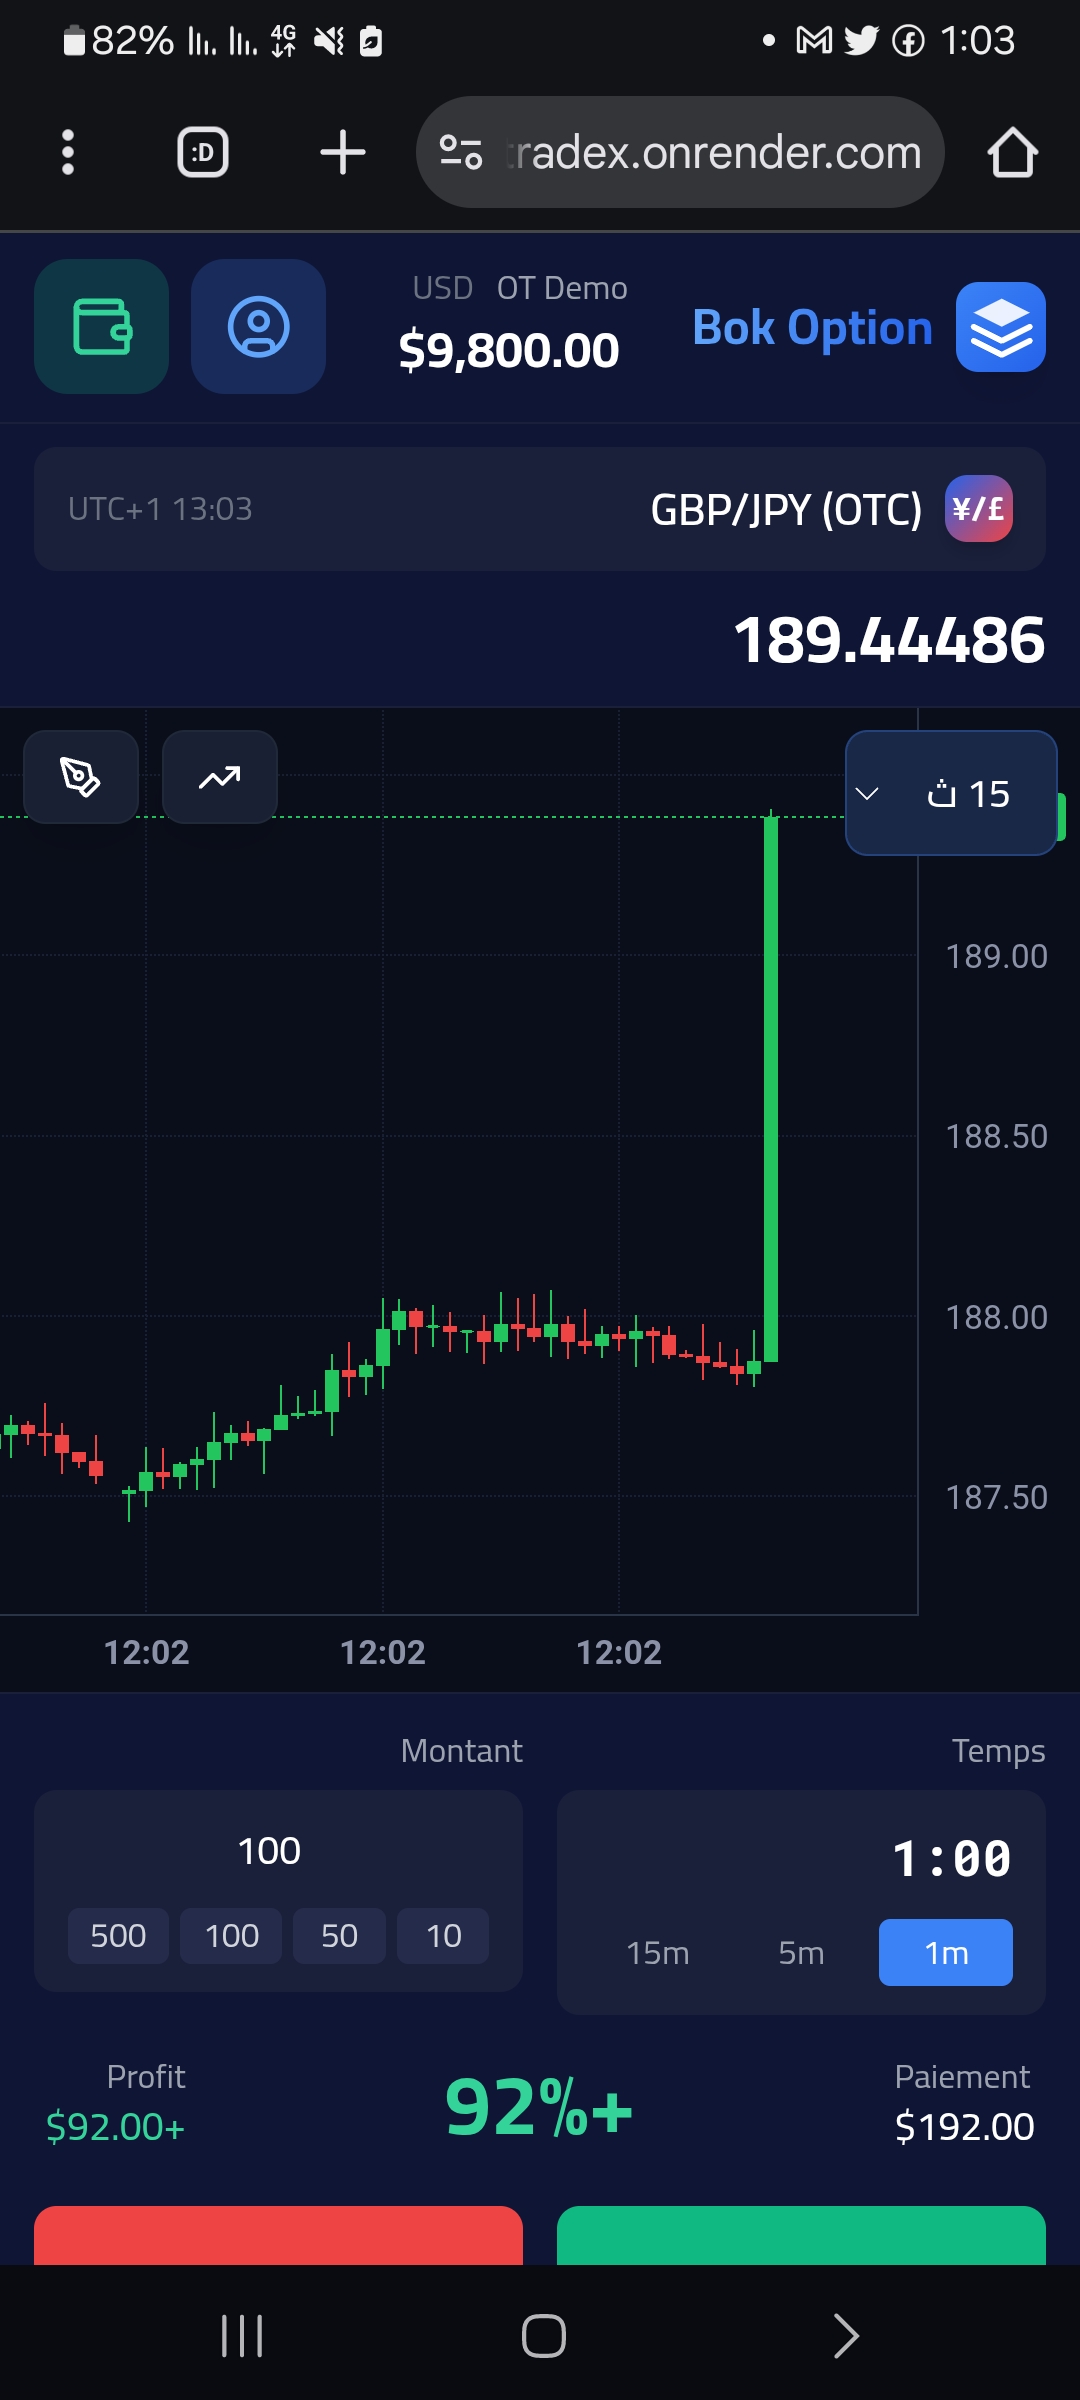 82% 4G 1:03
:D tradex.onrender.com
USD OT Demo
$9,800.00
Bok Option
UTC+1 13:03
GBP/JPY (OTC) ¥/£
189.44486
15 ث
189.00
188.50
188.00
187.50
12:02 12:02 12:02
Montant Temps
100
1:00
500 100 50 10
15m 5m 1m
Profit
$92.00+
92%+
Paiement
$192.00